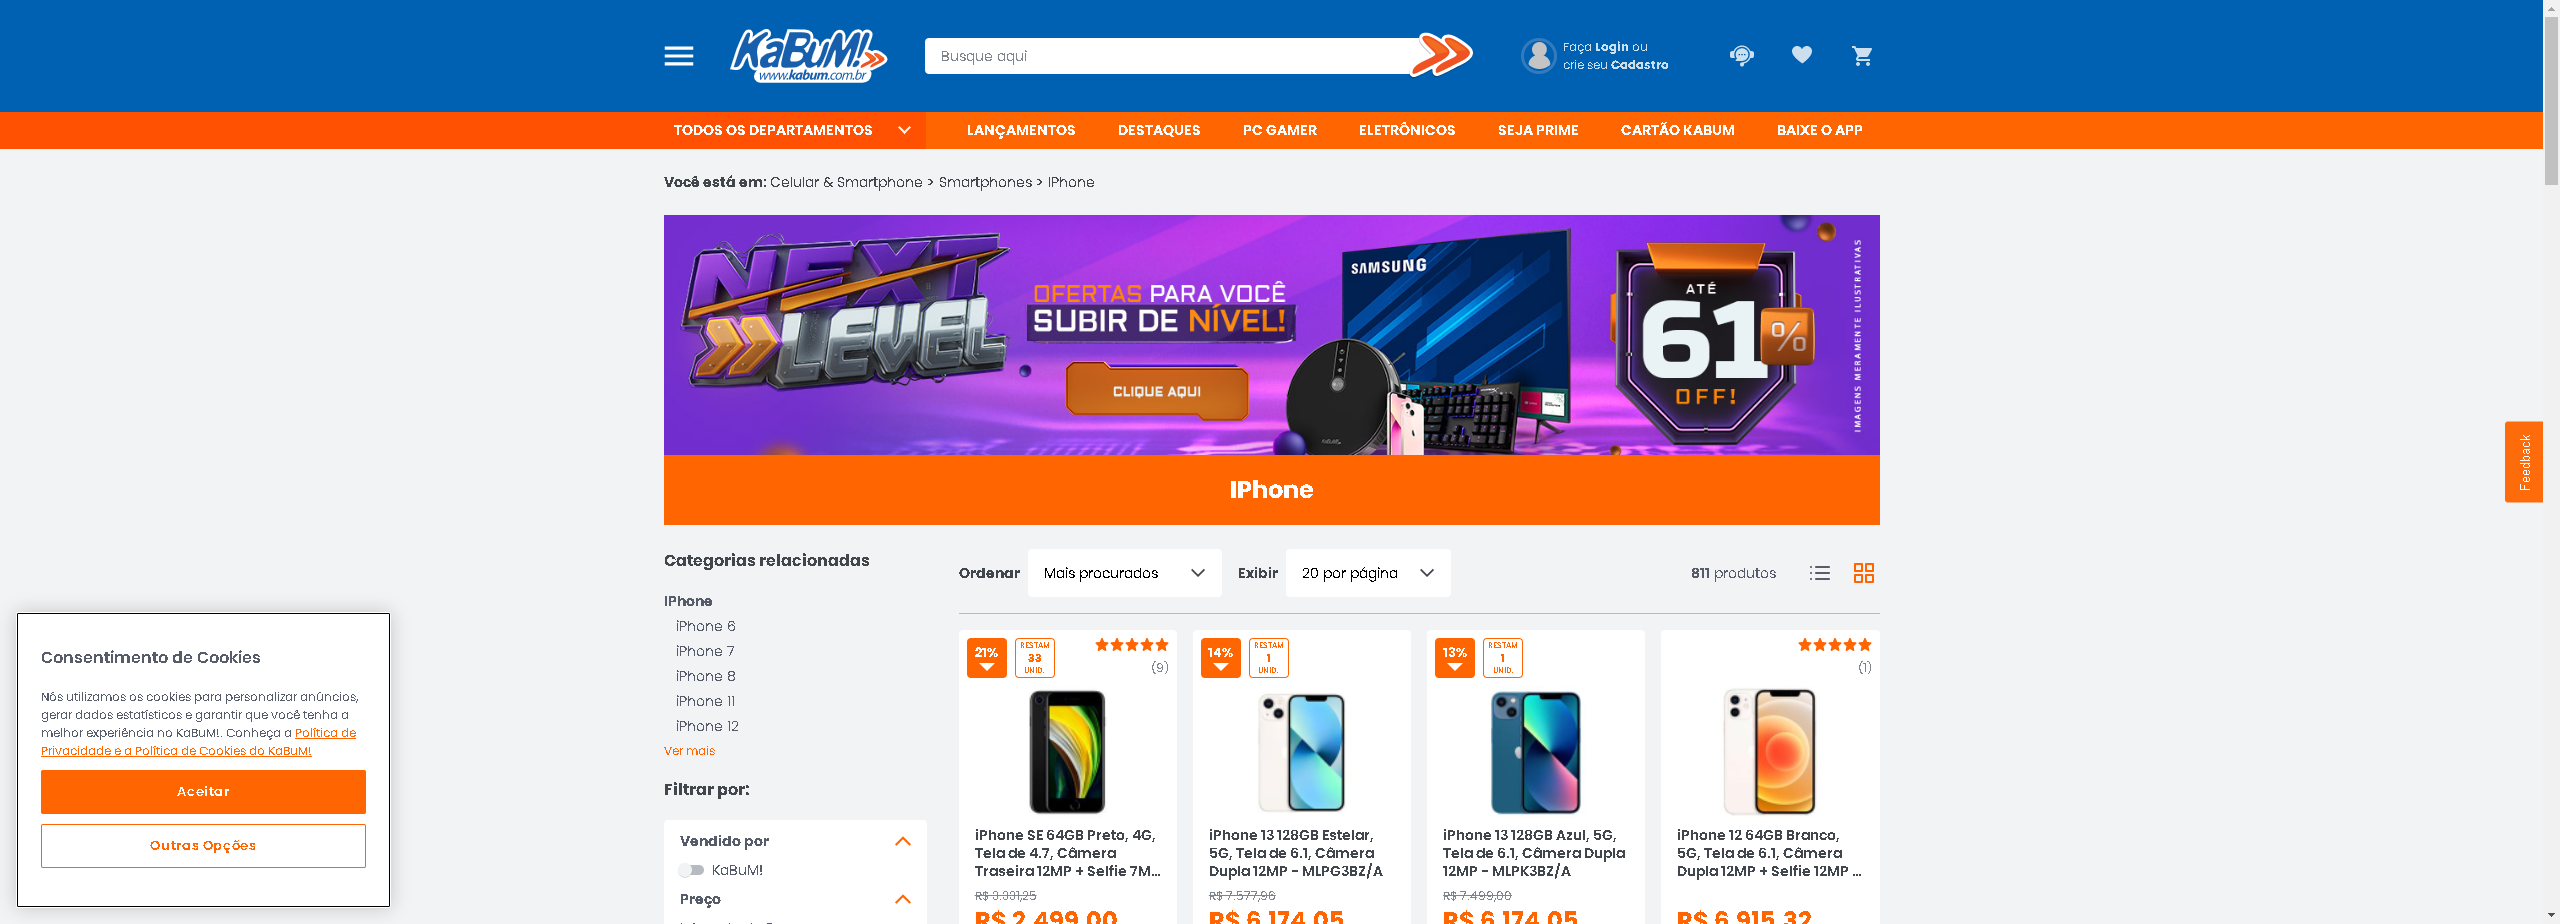 KaBuM!
www.kabum.com.br
Busque aqui
Faça Login ou
crie seu Cadastro
TODOS OS DEPARTAMENTOS
LANÇAMENTOS
DESTAQUES
PC GAMER
ELETRÔNICOS
SEJA PRIME
CARTÃO KABUM
BAIXE O APP
Você está em: Celular & Smartphone > Smartphones > IPhone
NEXT
LEVEL
OFERTAS PARA VOCÊ
SUBIR DE NÍVEL!
CLIQUE AQUI
SAMSUNG
ATÉ
61%
OFF!
IMAGENS MERAMENTE ILUSTRATIVAS
Feedback
IPhone
Categorias relacionadas
IPhone
iPhone 6
iPhone 7
iPhone 8
iPhone 11
iPhone 12
Ver mais
Filtrar por:
Vendido por
KaBuM!
Preço
Ordenar
Mais procurados
Exibir
20 por página
811 produtos
21%
RESTAM
33
UNID.
(9)
iPhone SE 64GB Preto, 4G,
Tela de 4.7, Câmera
Traseira 12MP + Selfie 7M...
R$ 3.331,25
R$ 2.499,00
14%
RESTAM
1
UNID.
iPhone 13 128GB Estelar,
5G, Tela de 6.1, Câmera
Dupla 12MP - MLPG3BZ/A
R$ 7.577,96
R$ 6.174,05
13%
RESTAM
1
UNID.
iPhone 13 128GB Azul, 5G,
Tela de 6.1, Câmera Dupla
12MP - MLPK3BZ/A
R$ 7.499,00
R$ 6.174,05
(1)
iPhone 12 64GB Branco,
5G, Tela de 6.1, Câmera
Dupla 12MP + Selfie 12MP ...
R$ 6.915,32
Consentimento de Cookies
Nós utilizamos os cookies para personalizar anúncios,
gerar dados estatísticos e garantir que você tenha a
melhor experiência no KaBuM!. Conheça a Política de
Privacidade e a Política de Cookies do KaBuM!
Aceitar
Outras Opções